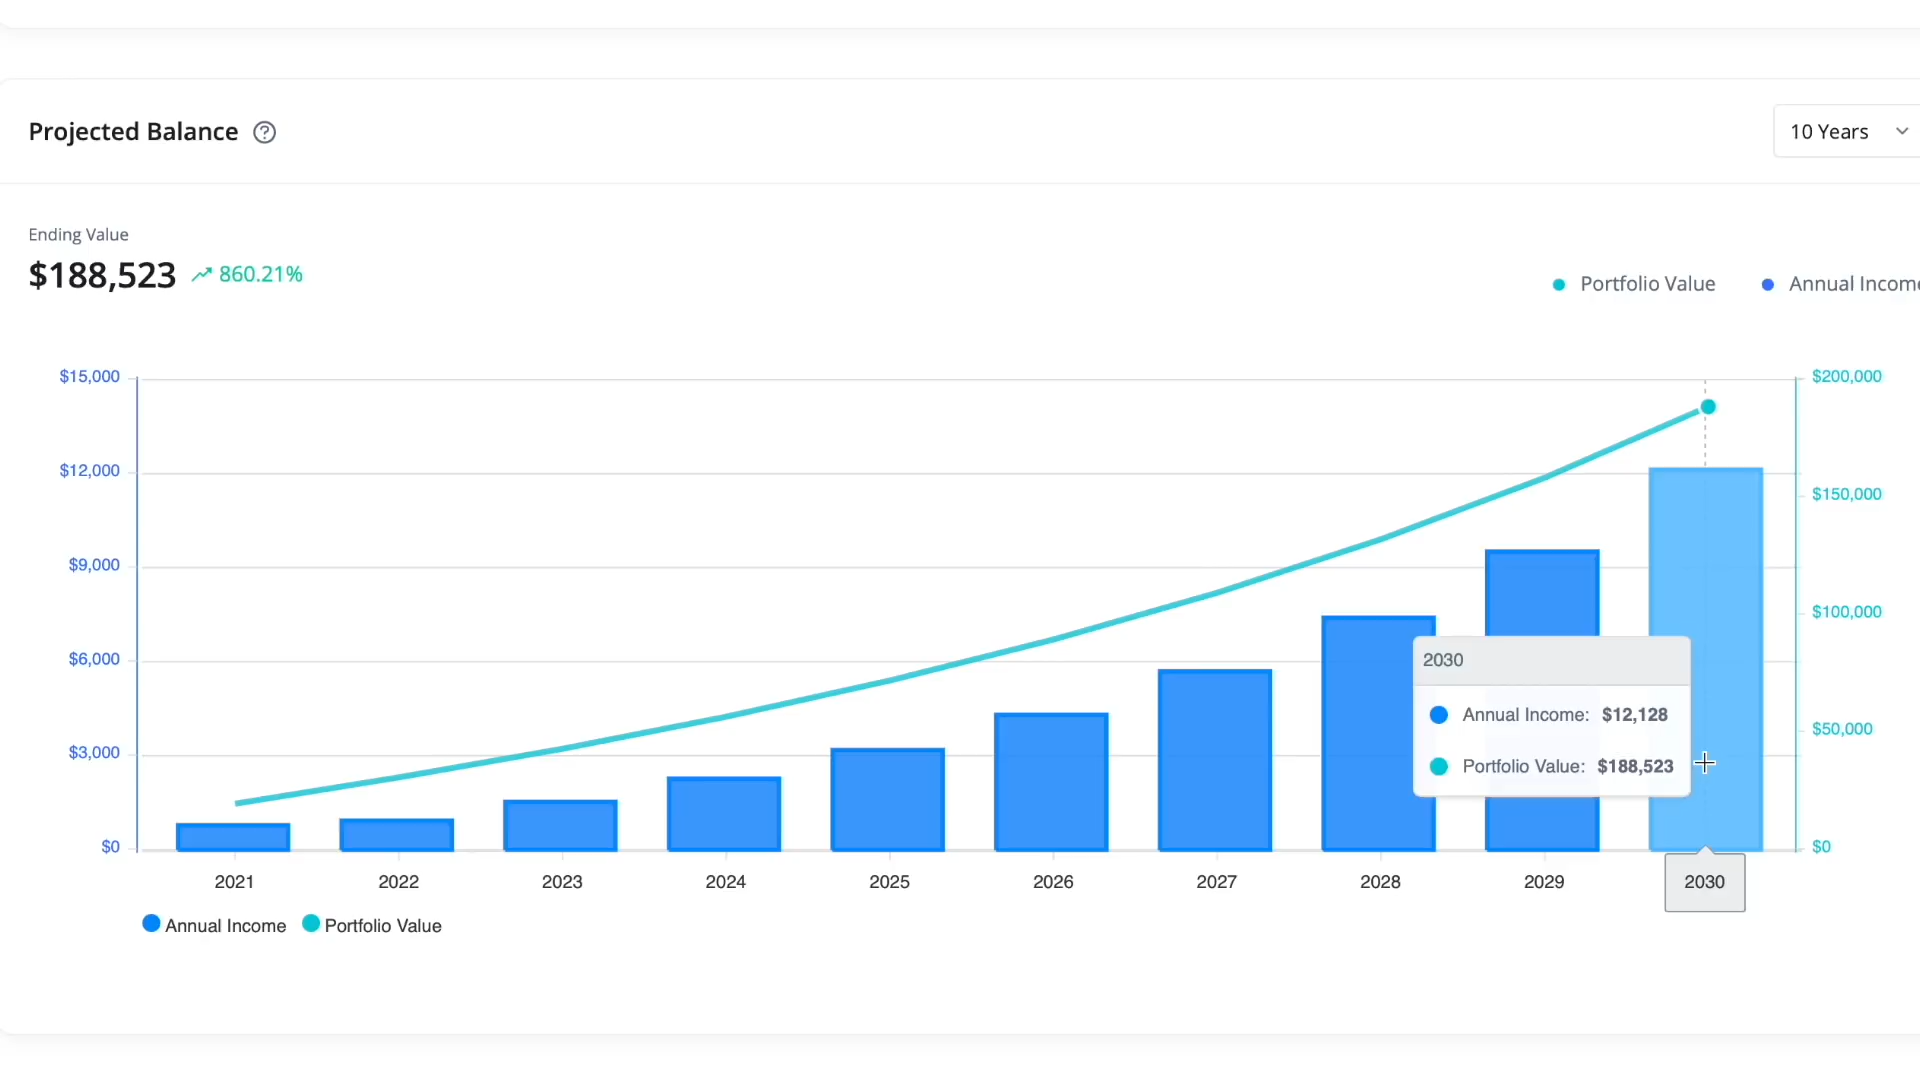 Projected Balance
10 Years
Ending Value
$188,523 860.21%
Portfolio Value
Annual Income
$15,000
$12,000
$9,000
$6,000
$3,000
$0
$200,000
$150,000
$100,000
$50,000
$0
2030
Annual Income: $12,128
Portfolio Value: $188,523
2021 2022 2023 2024 2025 2026 2027 2028 2029 2030
Annual Income Portfolio Value